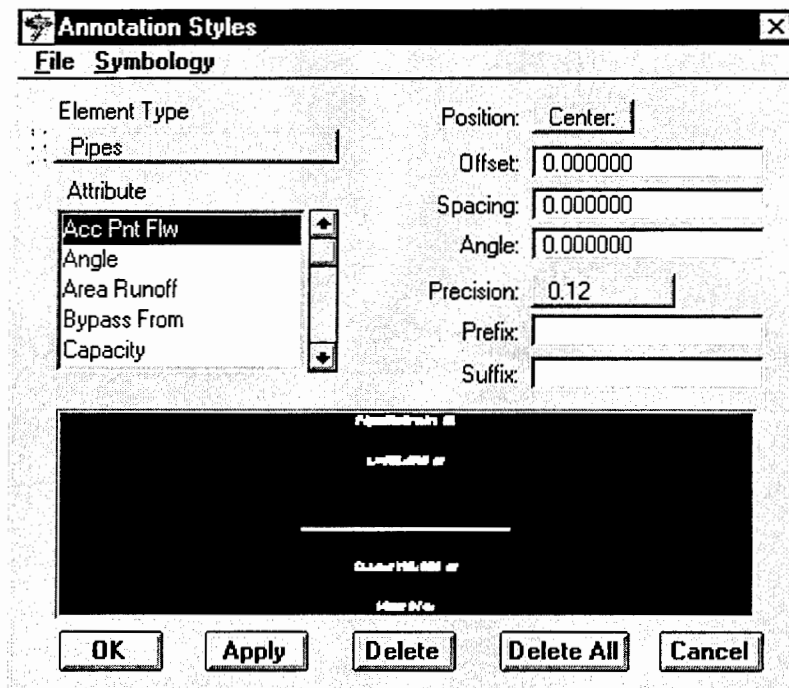 Annotation Styles
File Symbology
Element Type
Pipes
Attribute
Acc Pnt Flw
Angle
Area Runoff
Bypass From
Capacity
Position: Center:
Offset: 0.000000
Spacing: 0.000000
Angle: 0.000000
Precision: 0.12
Prefix:
Suffix:
OK Apply Delete Delete All Cancel